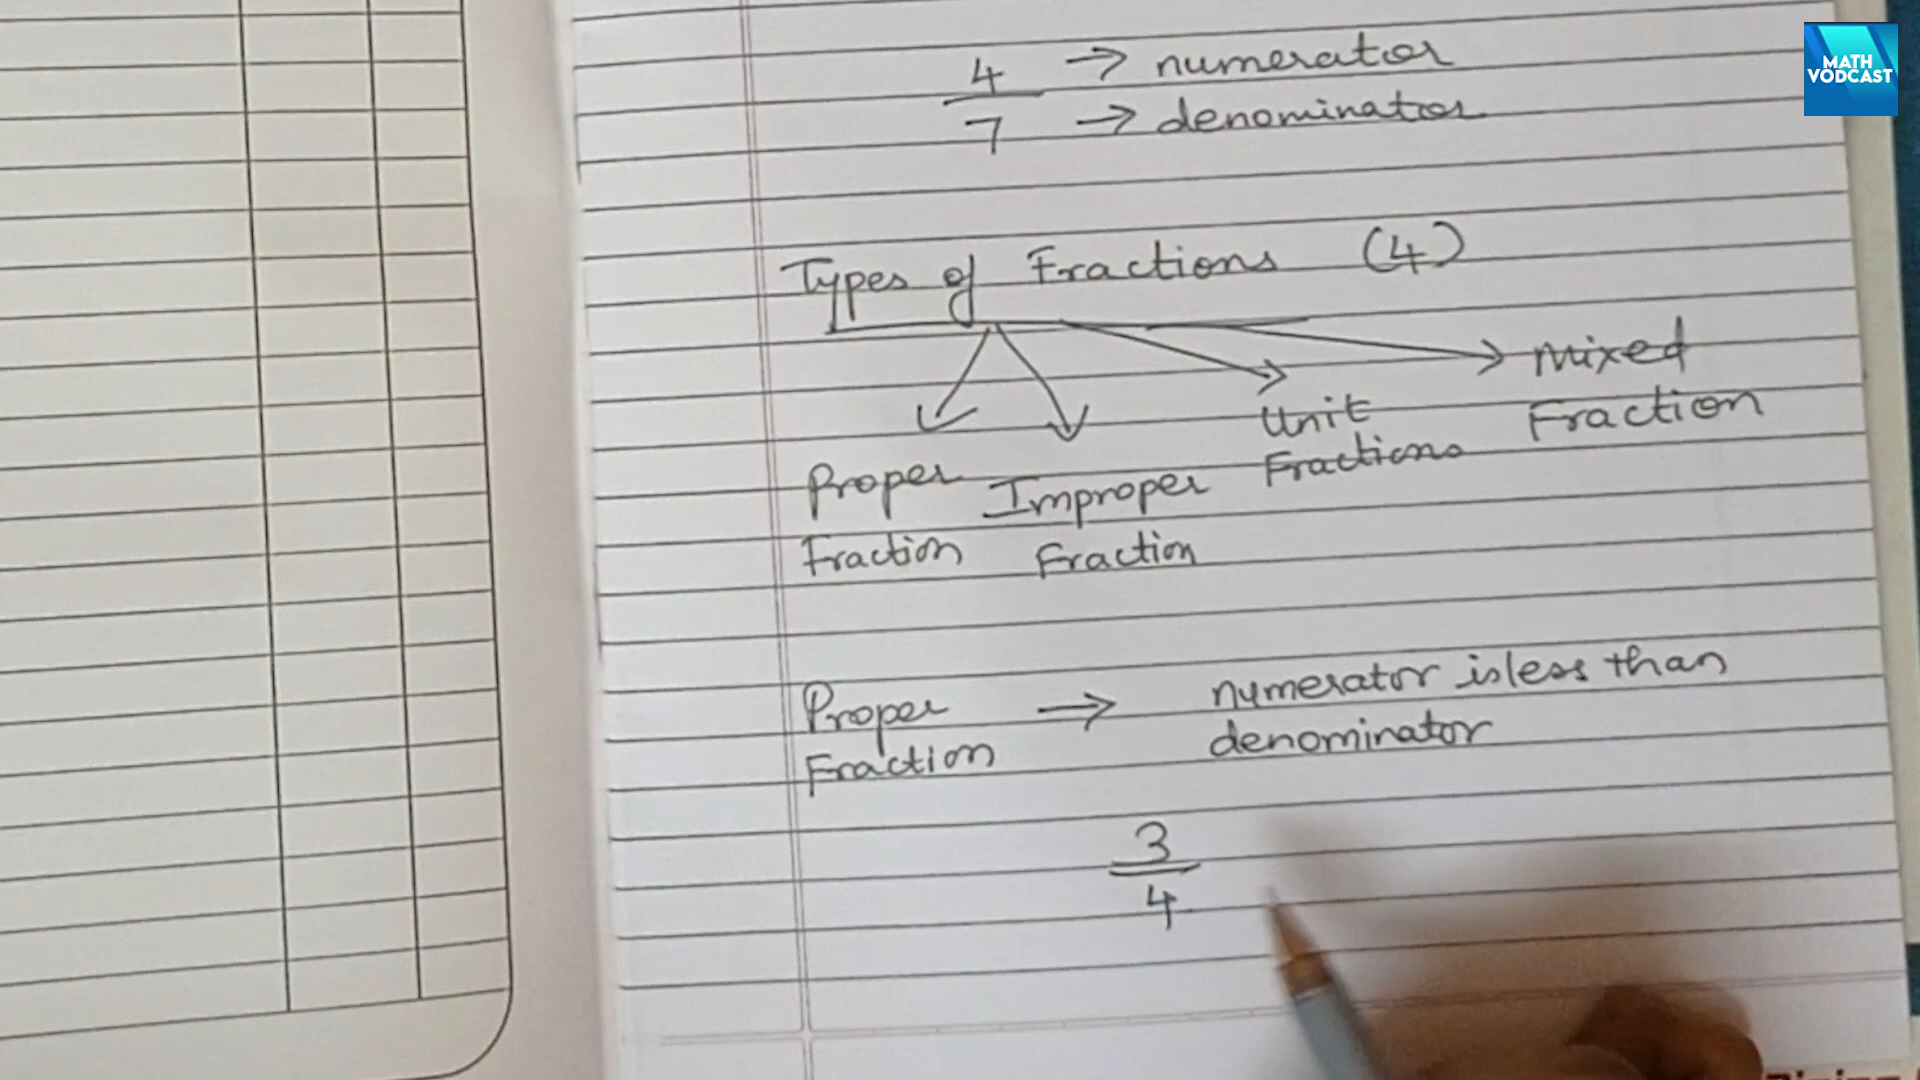 MATH
VODCAST
4 → numerator
7 → denominator
Types of Fractions (4)
Proper
Fraction
Improper
Fraction
Unit
Fractions
Mixed
Fraction
Proper → numerator is less than
Fraction denominator
3
4